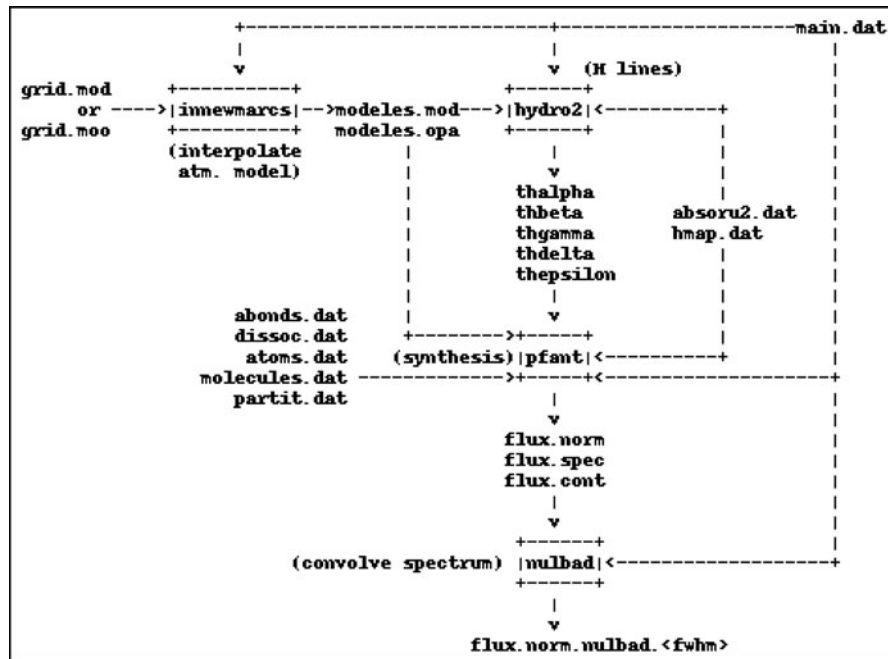 +--------------------------+--------------------main.dat
| | |
v v (H lines) |
grid.mod +----------+ +------+ |
or ---->|innewmarcs|-->modeles.mod--->|hydro2|<----------+ |
grid.moo +----------+ modeles.opa +------+ | |
(interpolate | | | |
atm. model) | v | |
| thalpha | |
| thbeta absoru2.dat |
| thgamma hmap.dat |
| thdelta | |
| thepsilon | |
| | | |
abonds.dat | v | |
dissoc.dat +-------->+-----+ | |
atoms.dat (synthesis)|pfant|<-----------+ |
molecules.dat ------------->+-----+<--------------------+
partit.dat | |
v |
flux.norm |
flux.spec |
flux.cont |
| |
v |
+------+ |
(convolve spectrum) |nulbad|<-------------------+
+------+
|
v
flux.norm.nulbad.<fwhm>